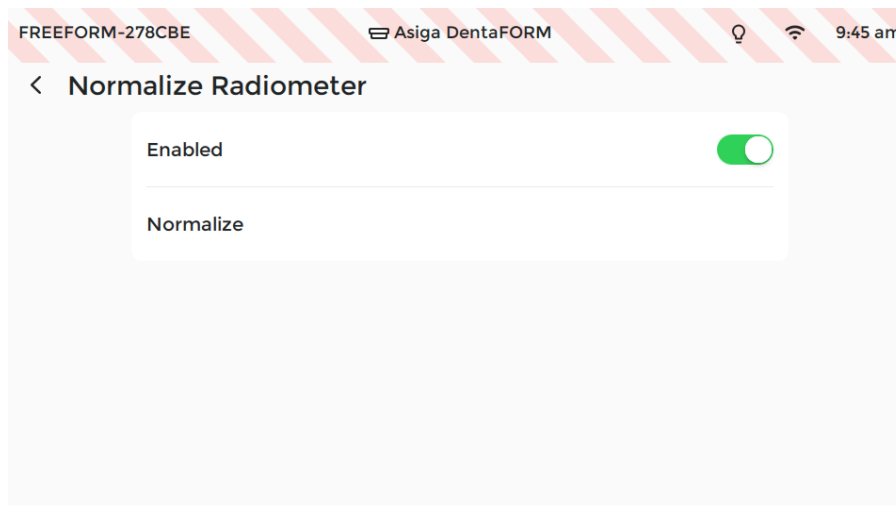 FREEFORM-278CBE Asiga DentaFORM 9:45 am
Normalize Radiometer
Enabled
Normalize